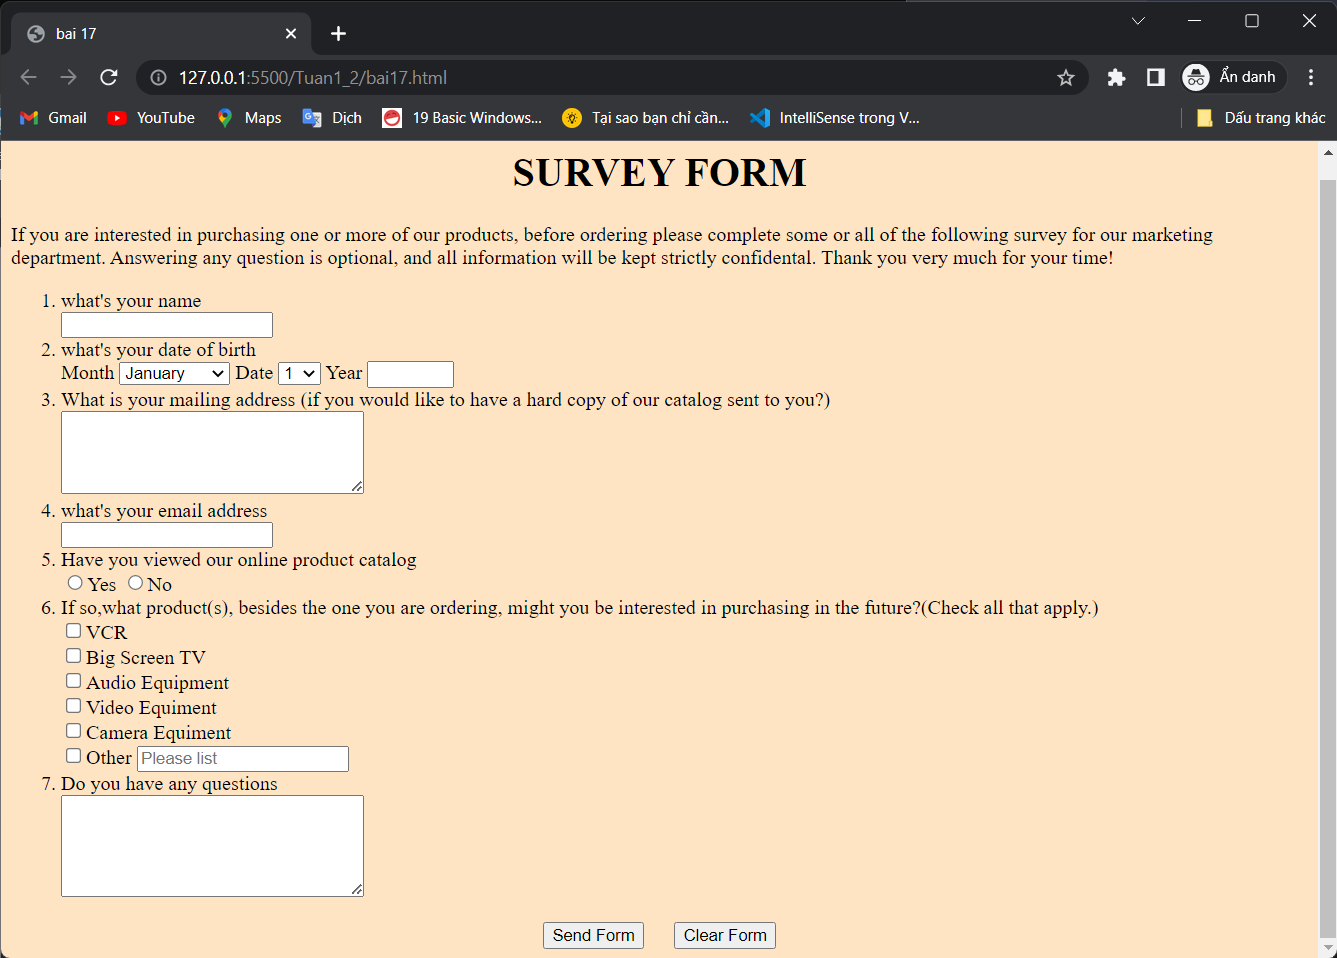 bai 17
127.0.0.1:5500/Tuan1_2/bai17.html
Ẩn danh
Gmail YouTube Maps Dịch 19 Basic Windows... Tại sao bạn chỉ cần... IntelliSense trong V... Dấu trang khác
SURVEY FORM
If you are interested in purchasing one or more of our products, before ordering please complete some or all of the following survey for our marketing
department. Answering any question is optional, and all information will be kept strictly confidental. Thank you very much for your time!
1. what's your name
2. what's your date of birth
Month January Date 1 Year
3. What is your mailing address (if you would like to have a hard copy of our catalog sent to you?)
4. what's your email address
5. Have you viewed our online product catalog
Yes No
6. If so,what product(s), besides the one you are ordering, might you be interested in purchasing in the future?(Check all that apply.)
VCR
Big Screen TV
Audio Equipment
Video Equiment
Camera Equiment
Other Please list
7. Do you have any questions
Send Form Clear Form